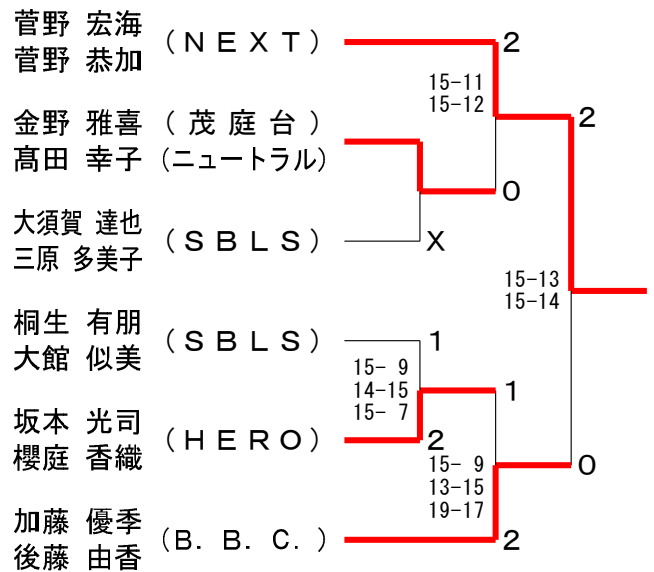 菅野 宏海
菅野 恭加
(NEXT)
2
15-11
15-12
2
金野 雅喜 (茂庭台)
髙田 幸子 (ニュートラル)
0
大須賀 達也
三原 多美子
(SBLS)
X
15-13
15-14
桐生 有朋
大館 似美
(SBLS)
1
15- 9
14-15
15- 7
1
坂本 光司
櫻庭 香織
(HERO)
2
15- 9
13-15
19-17
0
加藤 優季
後藤 由香
(B. B. C. )
2